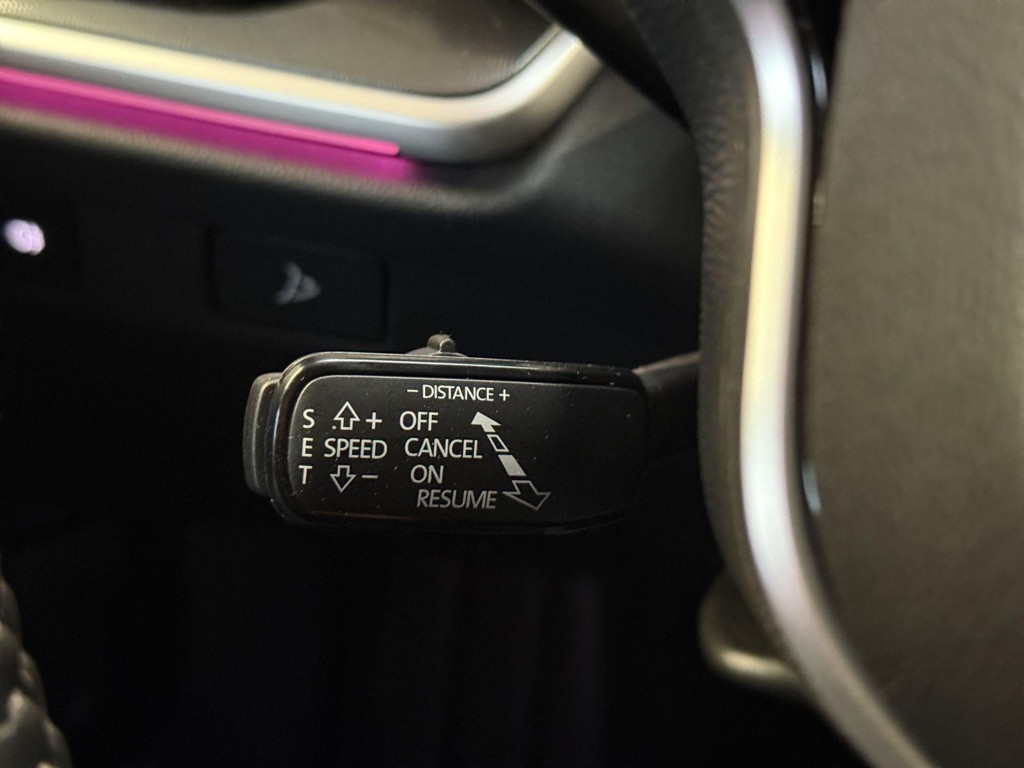 − DISTANCE +
S + OFF
E SPEED CANCEL
T − ON
RESUME